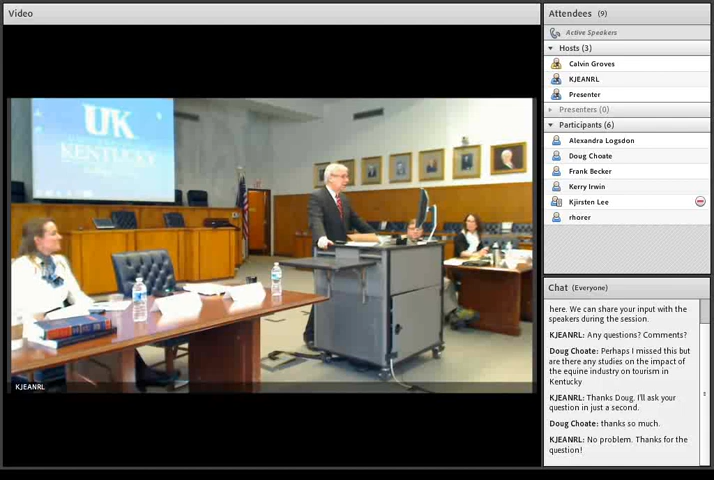 Video
UK
KENTUCKY
KJEANRL
Attendees (9)
Active Speakers
Hosts (3)
Calvin Groves
KJEANRL
Presenter
Presenters (0)
Participants (6)
Alexandra Logsdon
Doug Choate
Frank Becker
Kerry Irwin
Kjirsten Lee
rhorer
Chat (Everyone)
here. We can share your input with the
speakers during the session.
KJEANRL: Any questions? Comments?
Doug Choate: Perhaps I missed this but
are there any studies on the impact of
the equine industry on tourism in
Kentucky
KJEANRL: Thanks Doug. I'll ask your
question in just a second.
Doug Choate: thanks so much.
KJEANRL: No problem. Thanks for the
question!